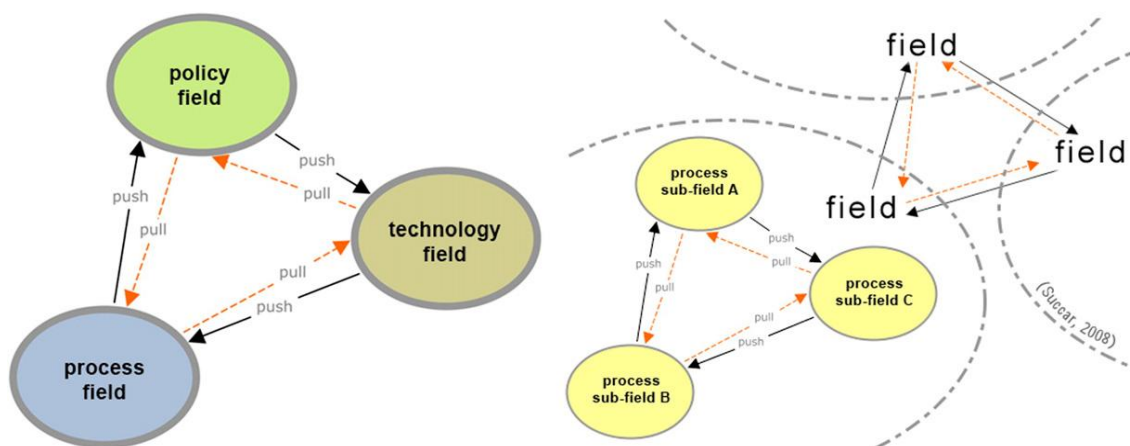 policy
field
push
pull
push
pull
technology
field
pull
push
process
field
field
field
field
process
sub-field A
push
pull
push
pull
process
sub-field C
pull
push
process
sub-field B
(Succar, 2008)